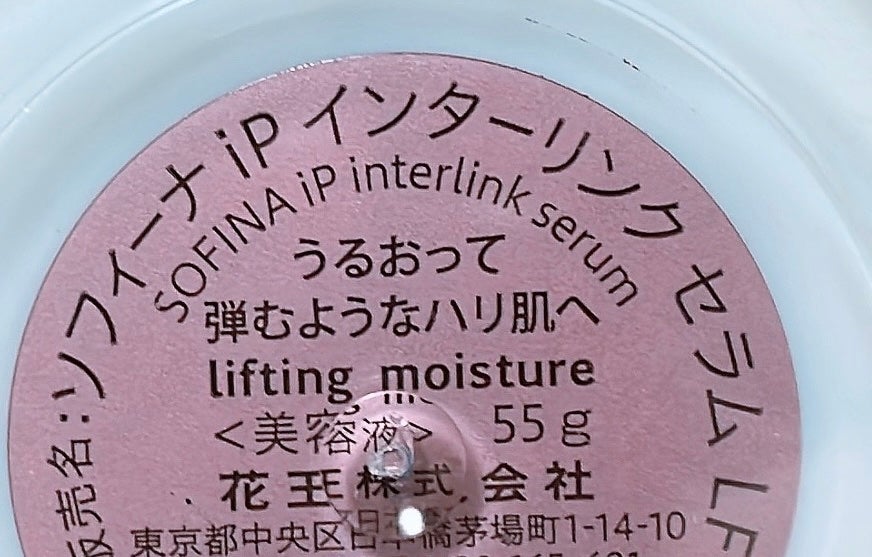 販売名:ソフィーナ iP インターリンク セラム LF
SOFINA iP interlink serum
うるおって
弾むようなハリ肌へ
lifting moisture
<美容液> 55g
花王株式会社
東京都中央区日本橋茅場町1-14-10